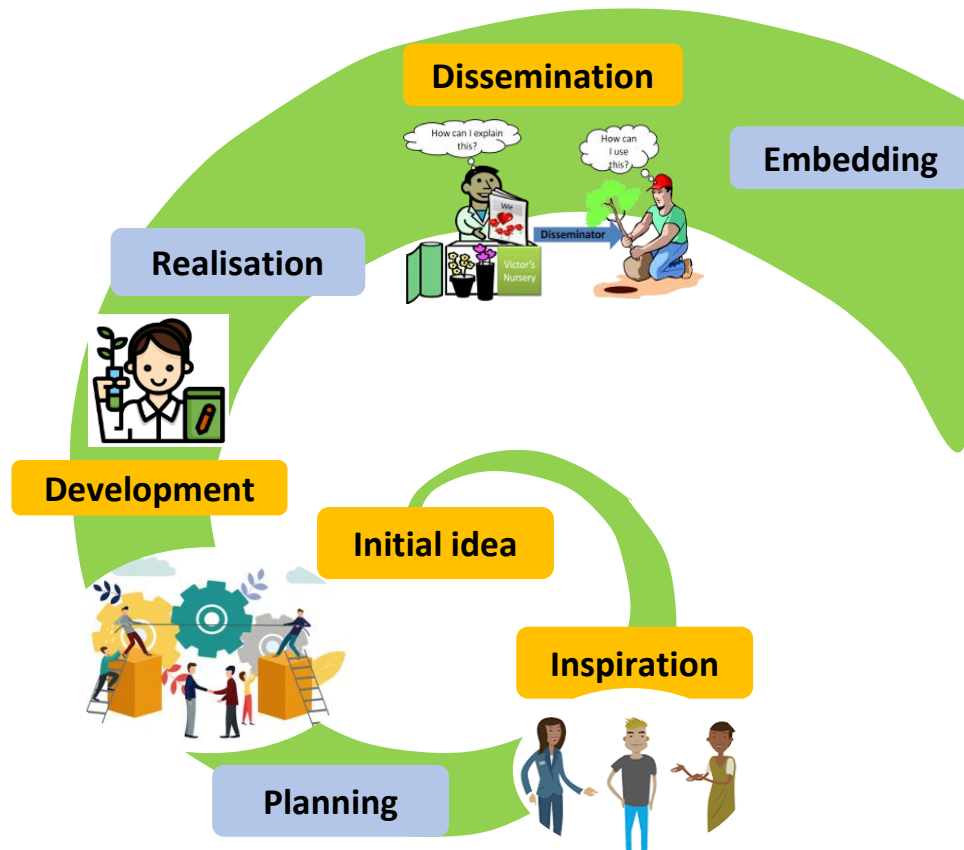 Dissemination
How can I explain
this?
How can
I use
this?
Embedding
We
Disseminator
Realisation
Victor's
Nursery
Development
Initial idea
Inspiration
Planning